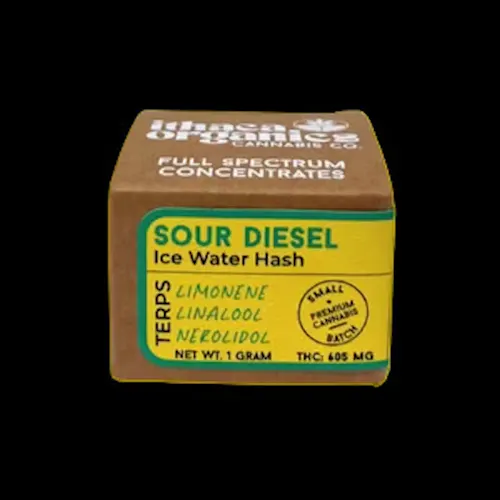 ithaca
organics
CANNABIS CO.
FULL SPECTRUM
CONCENTRATES
SOUR DIESEL
Ice Water Hash
TERPS
LIMONENE
LINALOOL
NEROLIDOL
SMALL
PREMIUM
CANNABIS
BATCH
NET WT. 1 GRAM THC: 605 MG